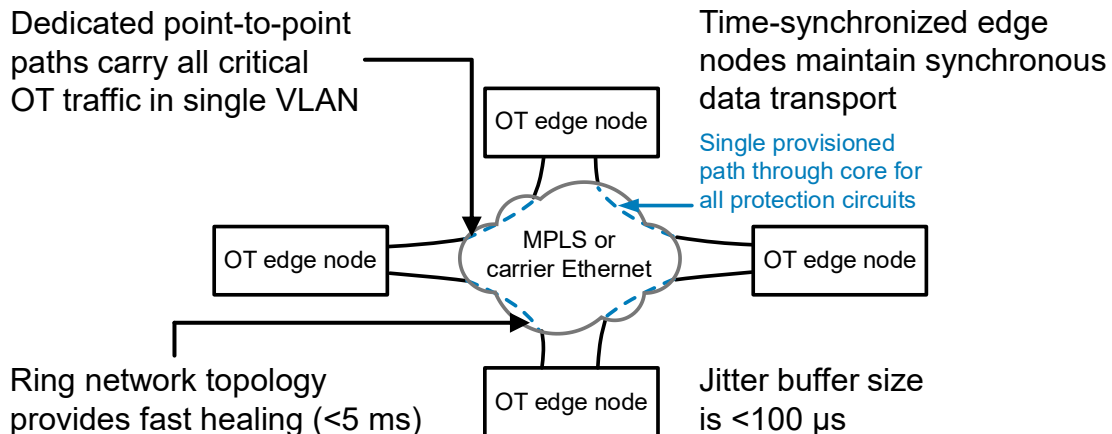 Dedicated point-to-point
paths carry all critical
OT traffic in single VLAN
Time-synchronized edge
nodes maintain synchronous
data transport
OT edge node
Single provisioned
path through core for
all protection circuits
OT edge node
MPLS or
carrier Ethernet
OT edge node
Ring network topology
provides fast healing (<5 ms)
OT edge node
Jitter buffer size
is <100 µs